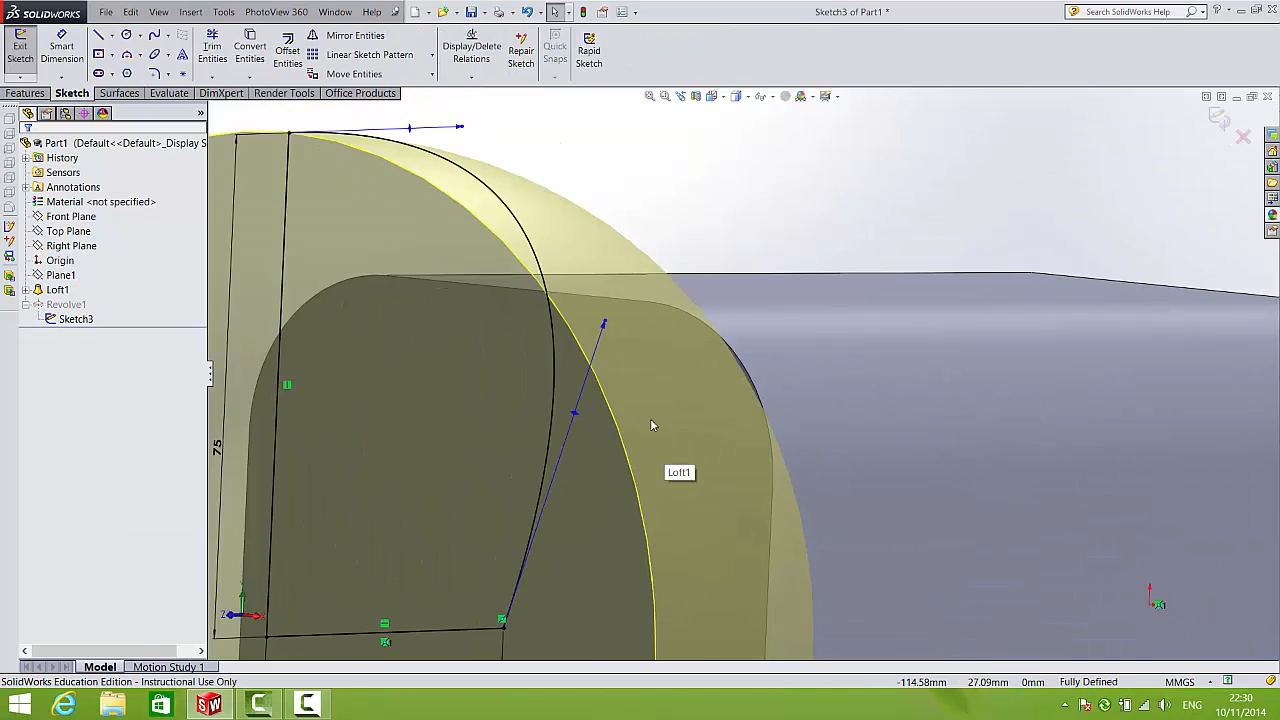 SOLIDWORKS File Edit View Insert Tools PhotoView 360 Window Help Sketch3 of Part1 * Search SolidWorks Help
Exit Sketch
Smart Dimension
Trim Entities
Convert Entities
Offset Entities
Mirror Entities
Linear Sketch Pattern
Move Entities
Display/Delete Relations
Repair Sketch
Quick Snaps
Rapid Sketch
Features Sketch Surfaces Evaluate DimXpert Render Tools Office Products
Part1 (Default<<Default>_Display S
History
Sensors
Annotations
Material <not specified>
Front Plane
Top Plane
Right Plane
Origin
Plane1
Loft1
Revolve1
Sketch3
75
Loft1
Z
Model Motion Study 1
SolidWorks Education Edition - Instructional Use Only -114.58mm 27.09mm 0mm Fully Defined MMGS
ENG
22:30
10/11/2014